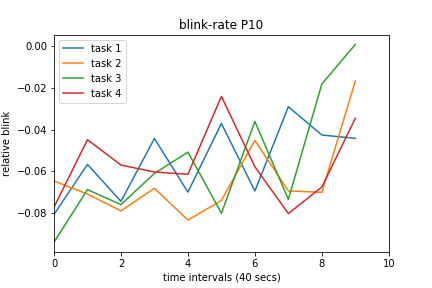 blink-rate P10
task 1
task 2
task 3
task 4
0.00
−0.02
−0.04
−0.06
−0.08
relative blink
0 2 4 6 8 10
time intervals (40 secs)